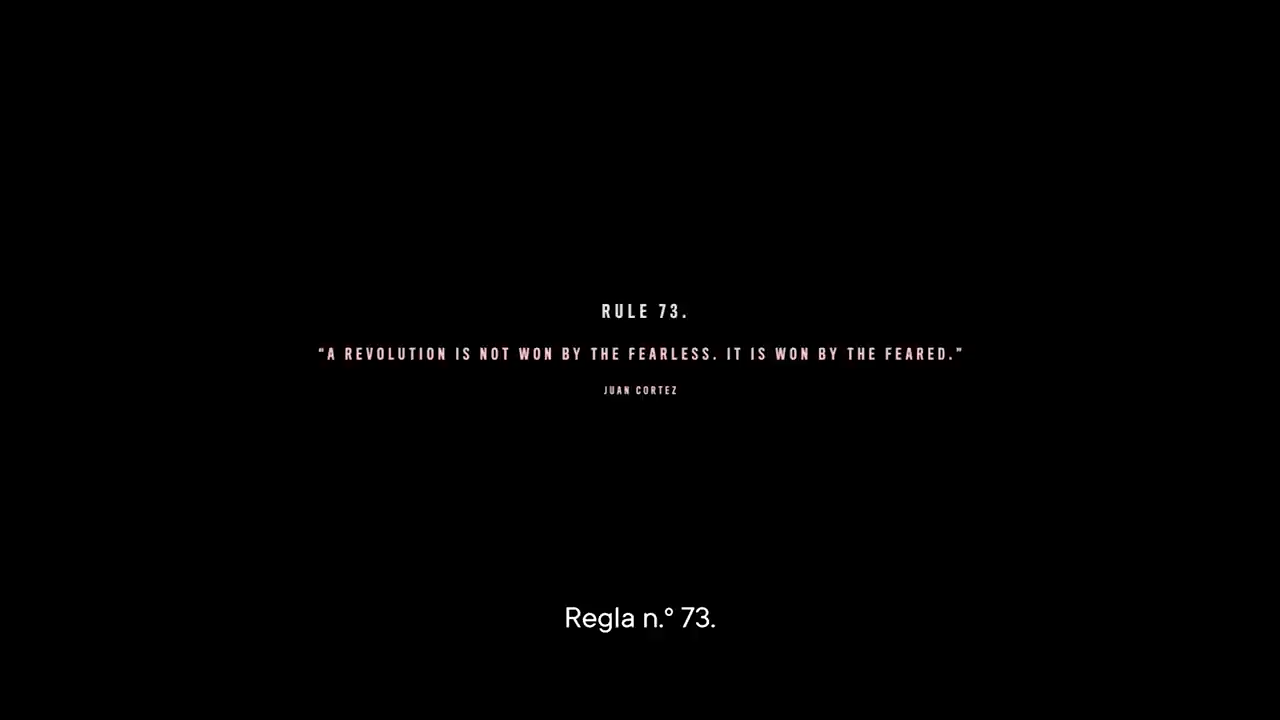 RULE 73.
“A REVOLUTION IS NOT WON BY THE FEARLESS. IT IS WON BY THE FEARED.”
JUAN CORTEZ
Regla n.° 73.